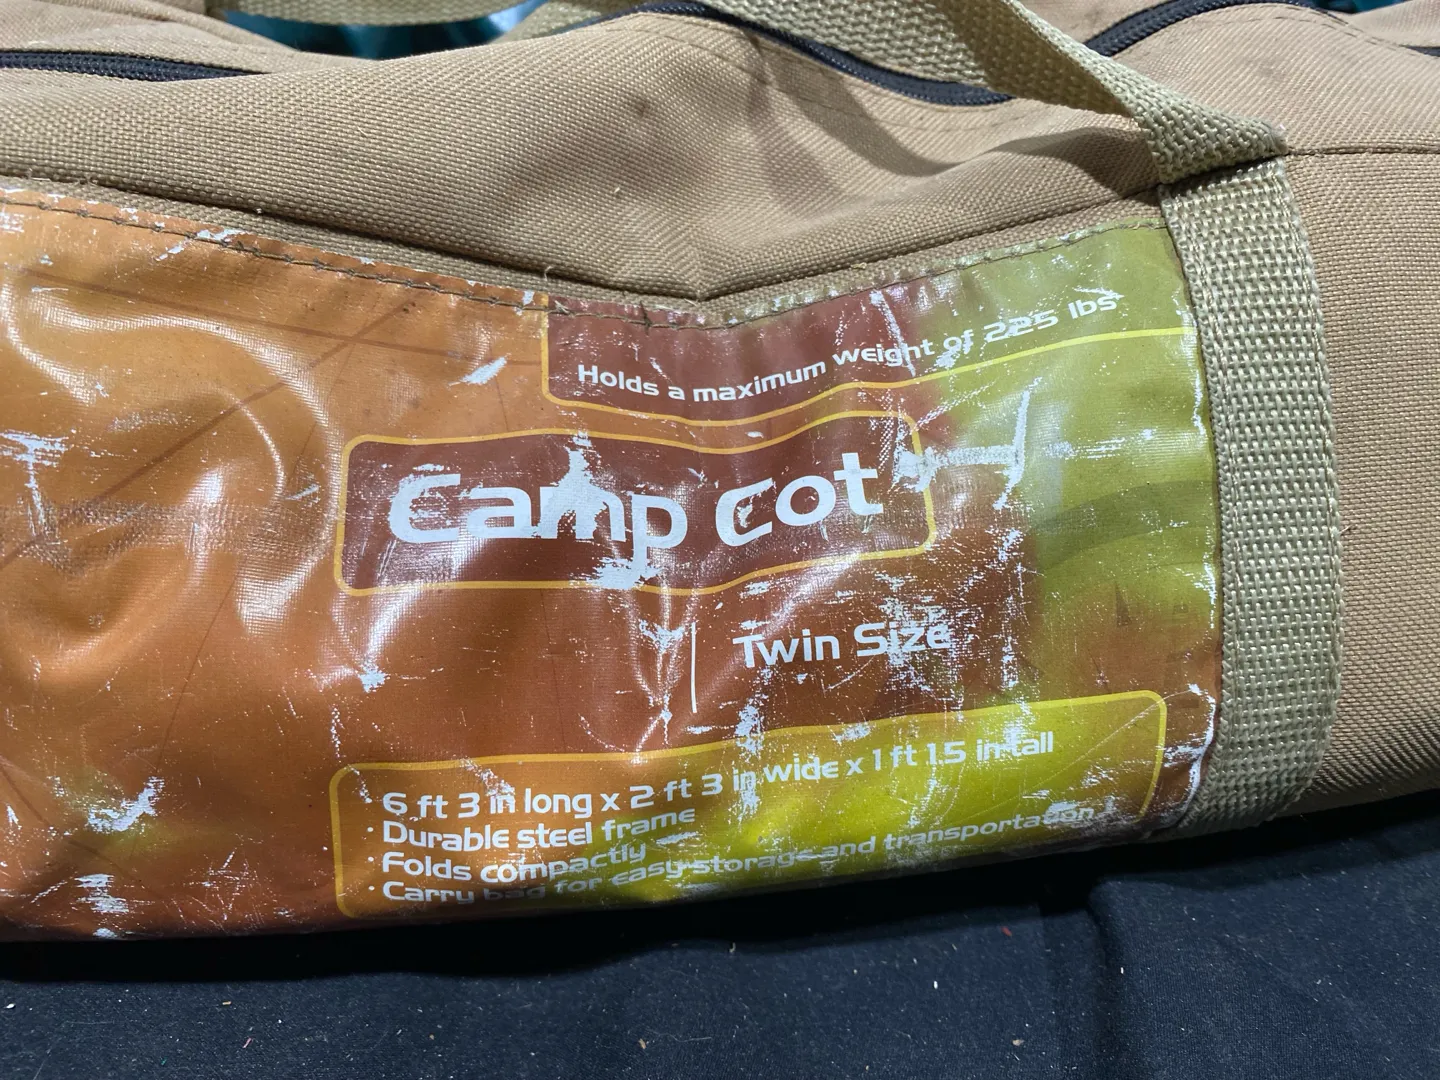 Holds a maximum weight of 225 lbs
Camp Cot
Twin Size
· 6 ft 3 in long x 2 ft 3 in wide x 1 ft 1.5 in tall
· Durable steel frame
· Folds compactly
· Carry bag for easy storage and transportation